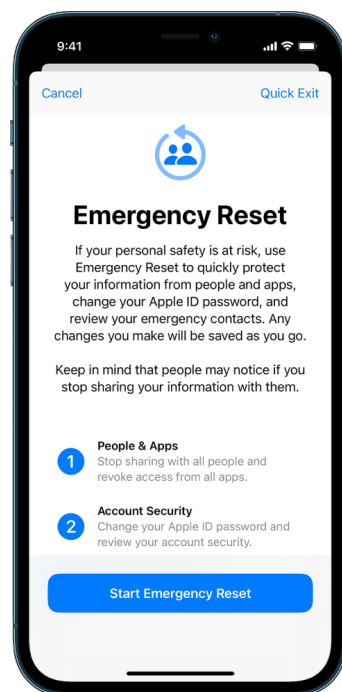 9:41
Cancel Quick Exit
Emergency Reset
If your personal safety is at risk, use
Emergency Reset to quickly protect
your information from people and apps,
change your Apple ID password, and
review your emergency contacts. Any
changes you make will be saved as you go.
Keep in mind that people may notice if you
stop sharing your information with them.
1 People & Apps
Stop sharing with all people and
revoke access from all apps.
2 Account Security
Change your Apple ID password and
review your account security.
Start Emergency Reset